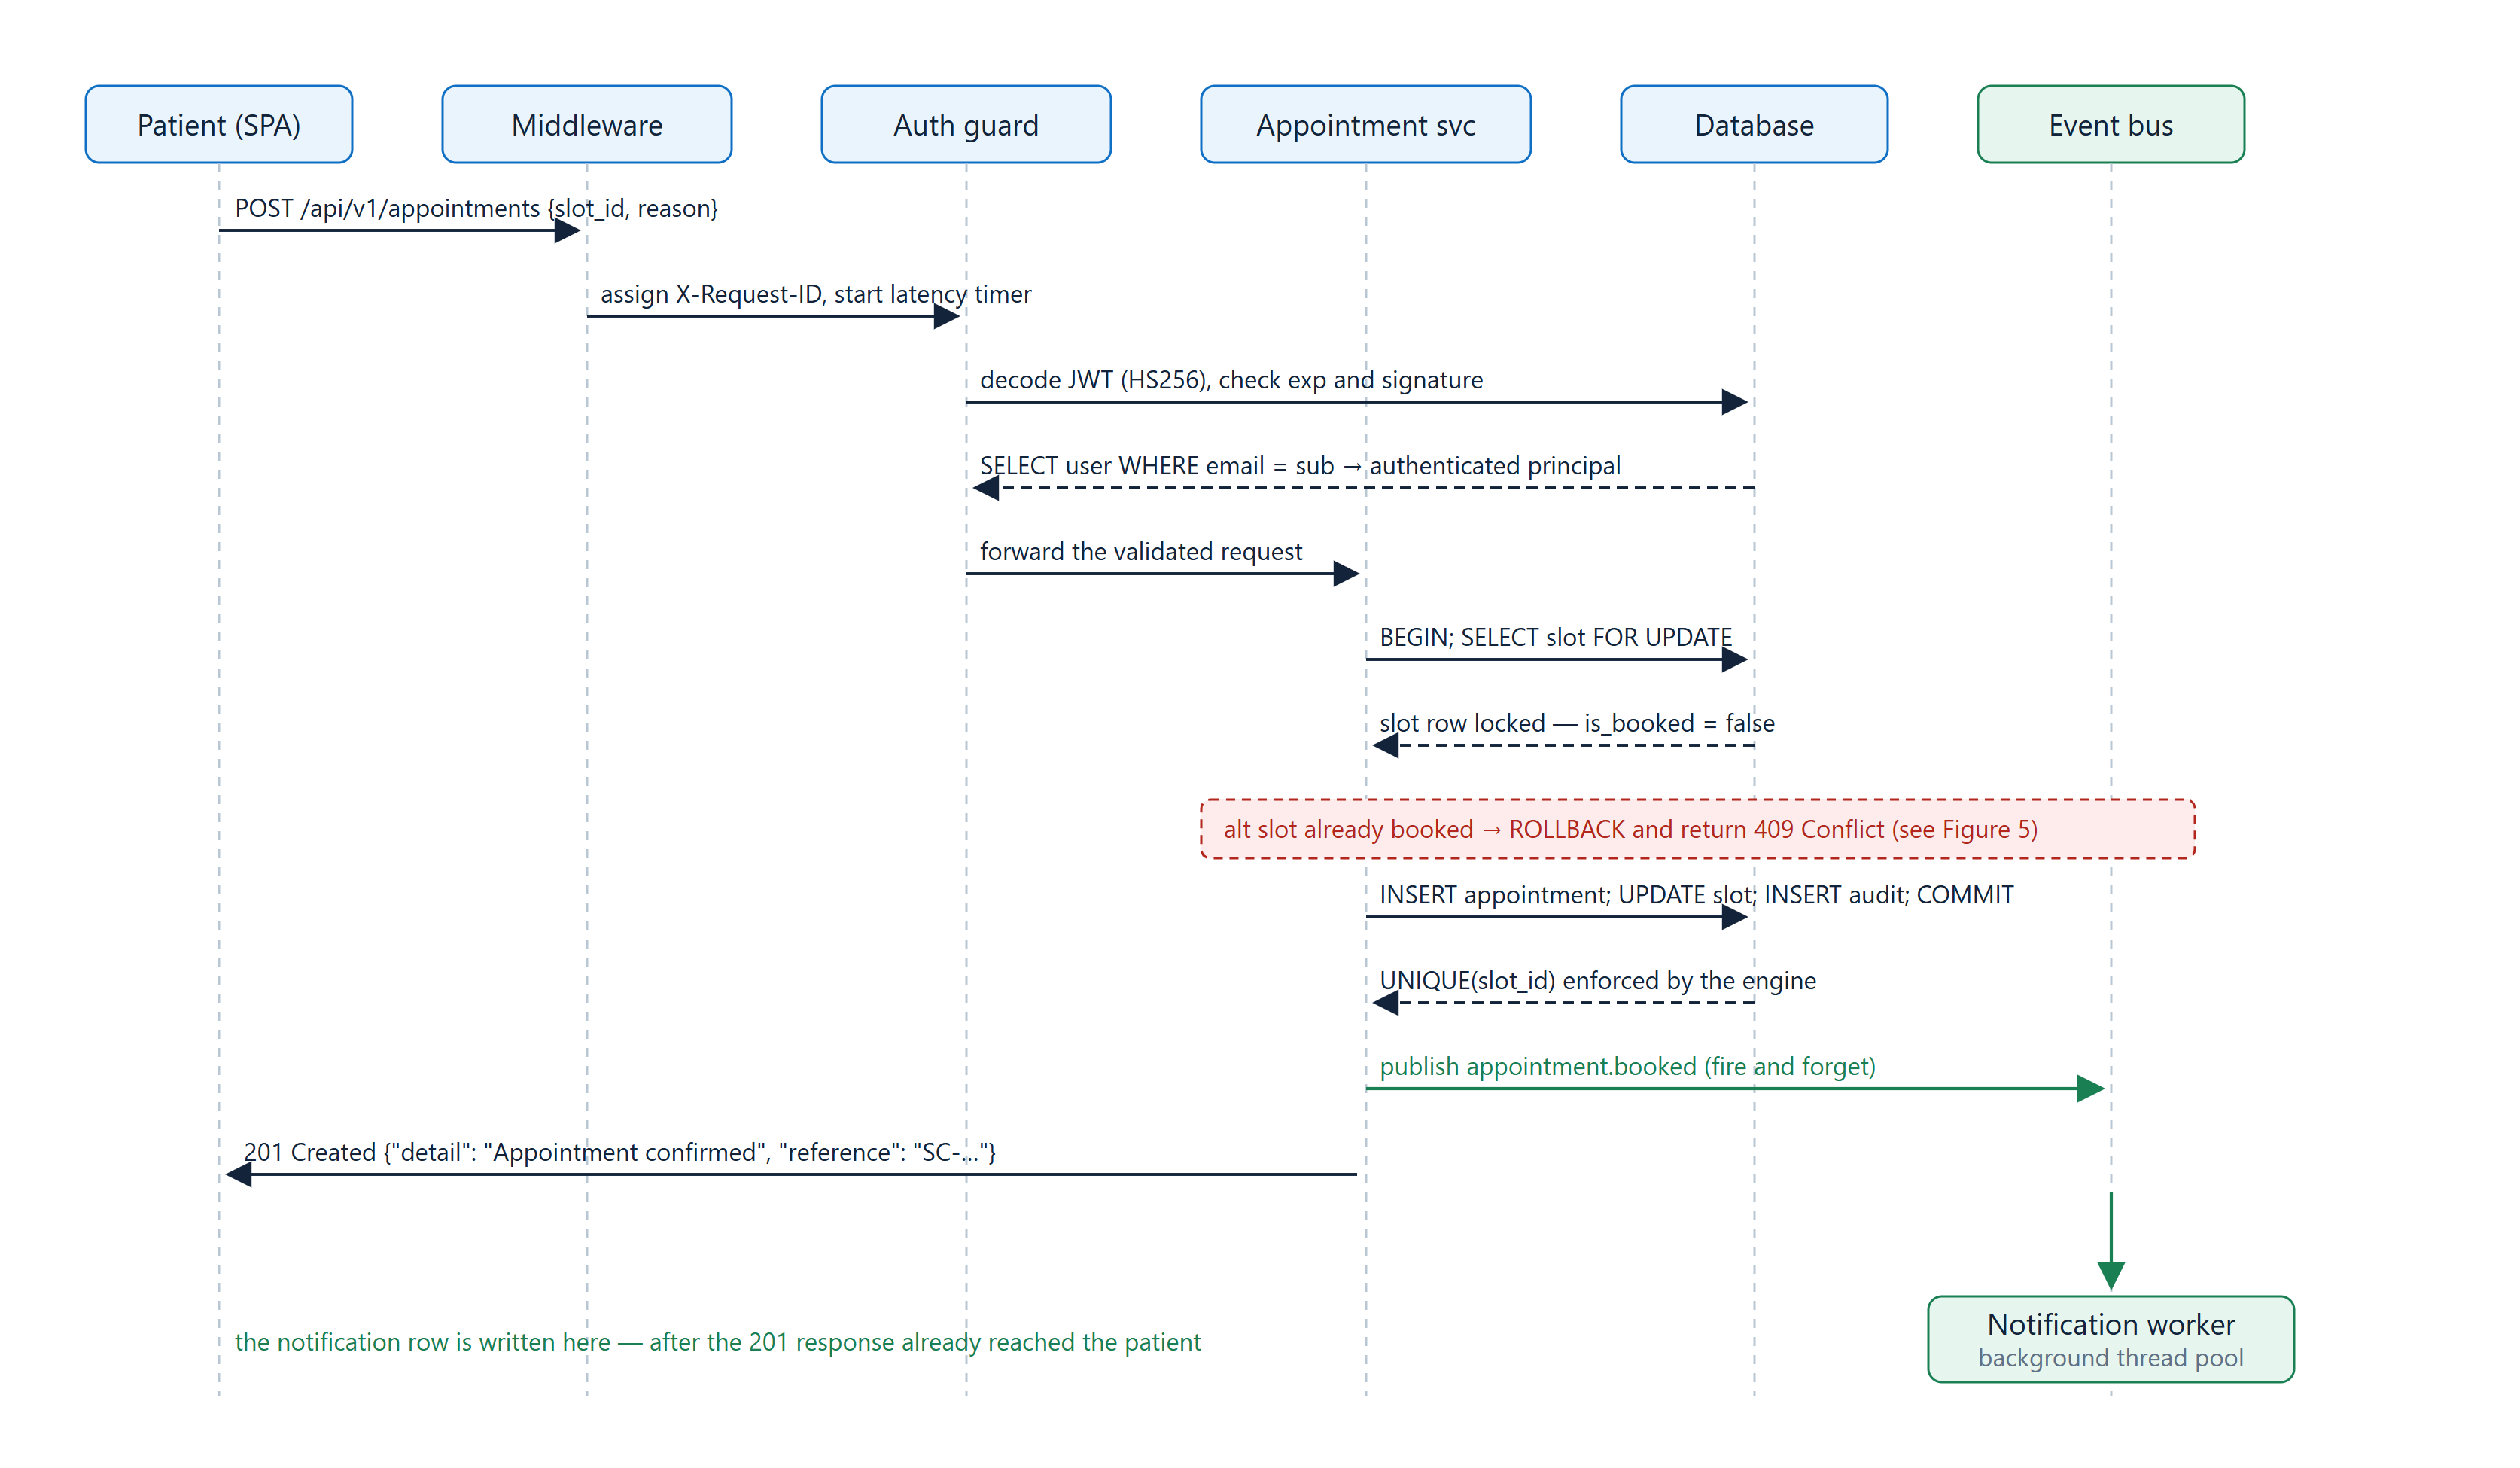 Patient (SPA)
Middleware
Auth guard
Appointment svc
Database
Event bus
POST /api/v1/appointments {slot_id, reason}
assign X-Request-ID, start latency timer
decode JWT (HS256), check exp and signature
SELECT user WHERE email = sub → authenticated principal
forward the validated request
BEGIN; SELECT slot FOR UPDATE
slot row locked — is_booked = false
alt slot already booked → ROLLBACK and return 409 Conflict (see Figure 5)
INSERT appointment; UPDATE slot; INSERT audit; COMMIT
UNIQUE(slot_id) enforced by the engine
publish appointment.booked (fire and forget)
201 Created {"detail": "Appointment confirmed", "reference": "SC-..."}
Notification worker
background thread pool
the notification row is written here — after the 201 response already reached the patient